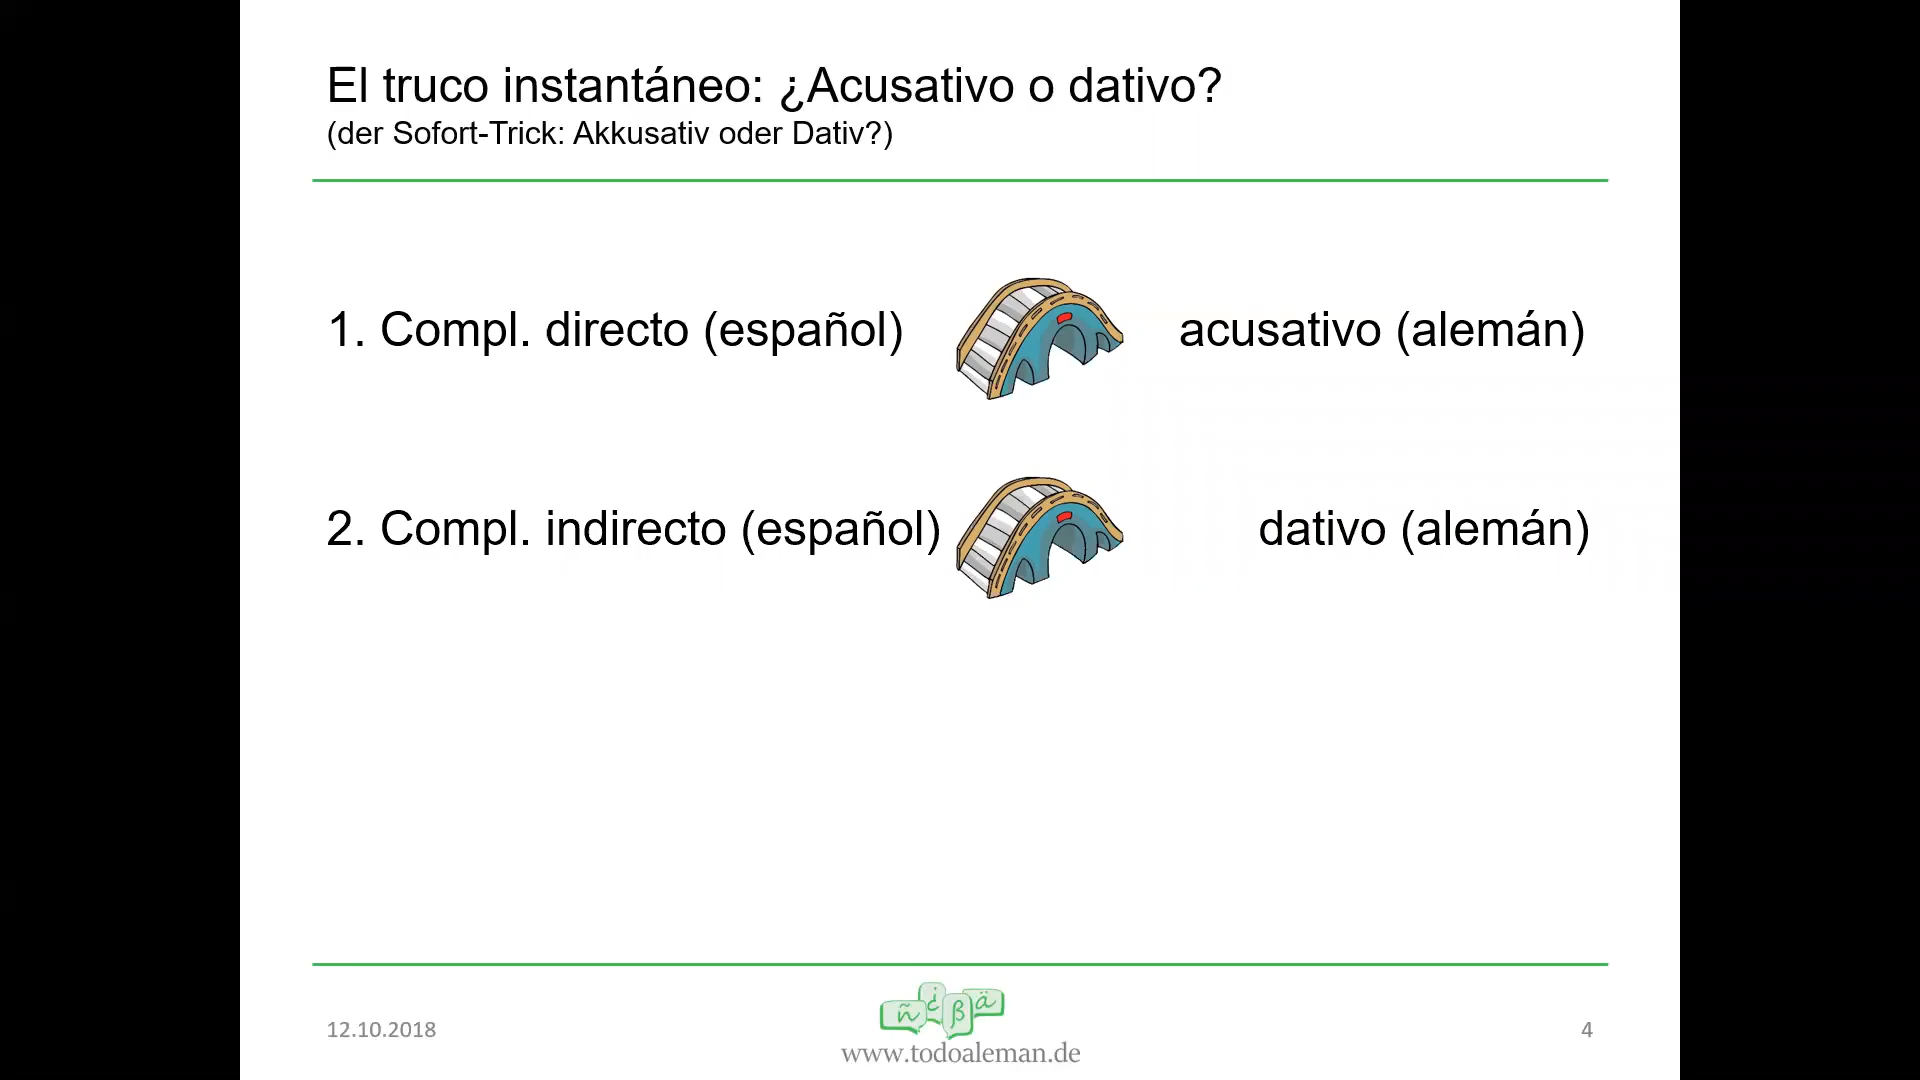 El truco instantáneo: ¿Acusativo o dativo?
(der Sofort-Trick: Akkusativ oder Dativ?)
1. Compl. directo (español) acusativo (alemán)
2. Compl. indirecto (español) dativo (alemán)
ñ ¿ ß ä
12.10.2018
www.todoaleman.de
4